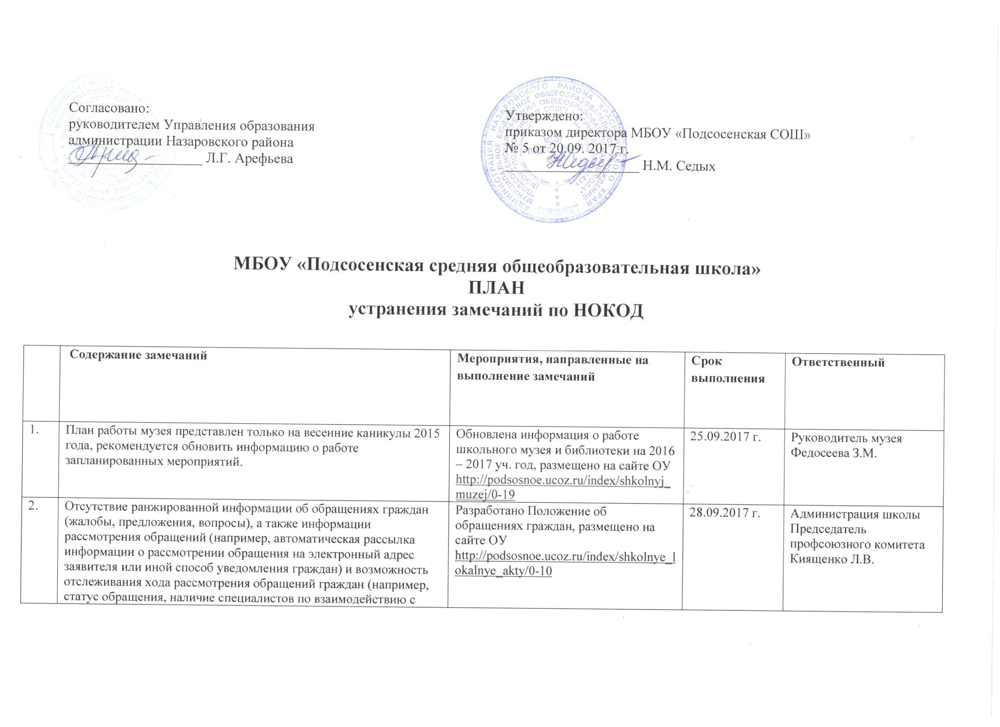 Согласовано:
руководителем Управления образования
администрации Назаровского района
Л.Г. Арефьева
Утверждено:
приказом директора МБОУ «Подсосенская СОШ»
№ 5 от 20.09. 2017 г.
Н.М. Седых
МБОУ «Подсосенская средняя общеобразовательная школа»
ПЛАН
устранения замечаний по НОКОД
Содержание замечаний
Мероприятия, направленные на
выполнение замечаний
Срок
выполнения
Ответственный
1.
План работы музея представлен только на весенние каникулы 2015
года, рекомендуется обновить информацию о работе
запланированных мероприятий.
Обновлена информация о работе
школьного музея и библиотеки на 2016
– 2017 уч. год, размещено на сайте ОУ
http://podsosnoe.ucoz.ru/index/shkolnyj_
muzej/0-19
25.09.2017 г.
Руководитель музея
Федосеева З.М.
2.
Отсутствие ранжированной информации об обращениях граждан
(жалобы, предложения, вопросы), а также информации
рассмотрения обращений (например, автоматическая рассылка
информации о рассмотрении обращения на электронный адрес
заявителя или иной способ уведомления граждан) и возможность
отслеживания хода рассмотрения обращений граждан (например,
статус обращения, наличие специалистов по взаимодействию с
Разработано Положение об
обращениях граждан, размещено на
сайте ОУ
http://podsosnoe.ucoz.ru/index/shkolnye_l
okalnye_akty/0-10
28.09.2017 г.
Администрация школы
Председатель
профсоюзного комитета
Киященко Л.В.